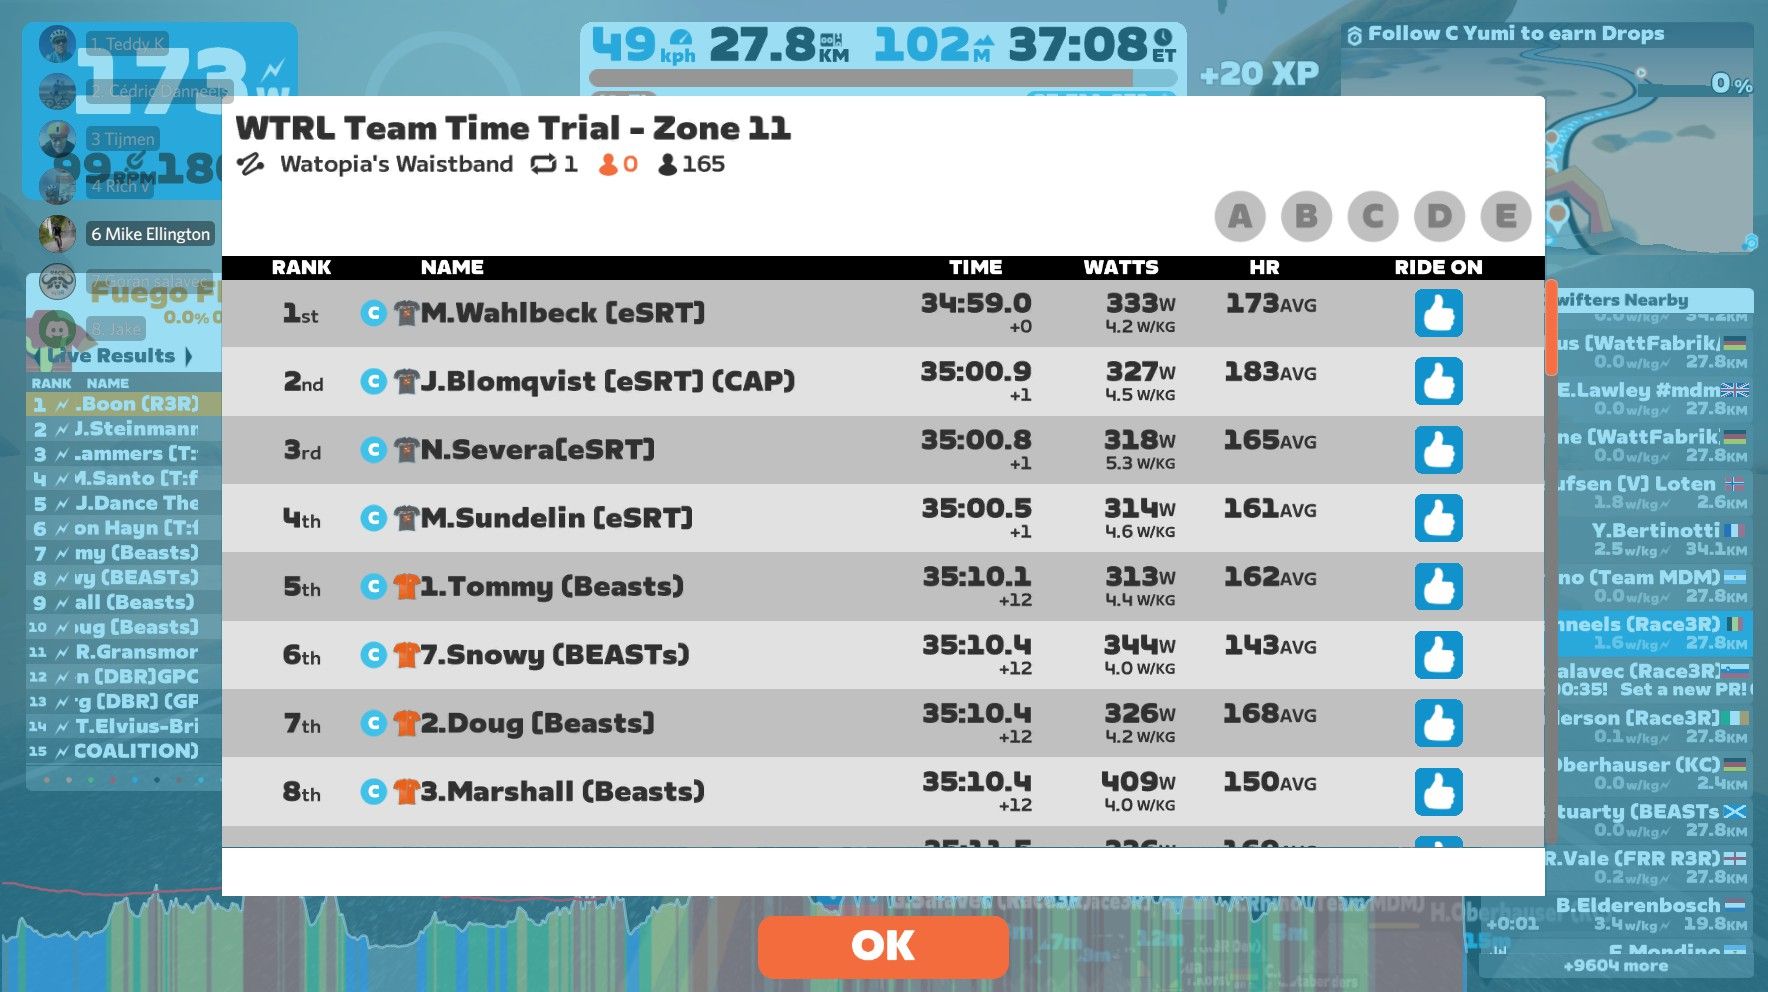 1. Teddy K
2. Cédric Danneels
3 Tijmen
4 Rich v
6 Mike Ellington
7 Goran salavec
8. Jake
173 W
99 RPM
49 kph 27.8 KM 102 M 37:08 ET
+20 XP
Follow C Yumi to earn Drops
0 %
WTRL Team Time Trial - Zone 11
Watopia's Waistband 1 0 165
A B C D E
RANK NAME TIME WATTS HR RIDE ON
1st C M.Wahlbeck [eSRT] 34:59.0 333W 173AVG
+0 4.2 W/KG
2nd C J.Blomqvist [eSRT] (CAP) 35:00.9 327W 183AVG
+1 4.5 W/KG
3rd C N.Severa[eSRT] 35:00.8 318W 165AVG
+1 5.3 W/KG
4th C M.Sundelin [eSRT] 35:00.5 314W 161AVG
+1 4.6 W/KG
5th C 1.Tommy (Beasts) 35:10.1 313W 162AVG
+12 4.4 W/KG
6th C 7.Snowy (BEASTs) 35:10.4 344W 143AVG
+12 4.0 W/KG
7th C 2.Doug [Beasts] 35:10.4 326W 168AVG
+12 4.2 W/KG
8th C 3.Marshall (Beasts) 35:10.4 409W 150AVG
+12 4.0 W/KG
OK
Fuego Fl
0.0%
Live Results
RANK NAME
1 .Boon (R3R)
2 J.Steinmann
3 .ammers [T:
4 M.Santo [T:f
5 J.Dance The
6 on Hayn [T:f
7 my (Beasts)
8 vy (BEASTs)
9 all (Beasts)
10 oug [Beasts]
11 R.Gransmor
12 n [DBR]GPC
13 rg [DBR] (GF
14 T.Elvius-Bri
15 COALITION)
wifters Nearby
us [WattFabrik/
0.0w/kg 27.8KM
E.Lawley #mdm
0.0w/kg 27.8KM
ne [WattFabrik
0.0w/kg 27.8KM
ufsen [V] Loten
1.8w/kg 2.6KM
Y.Bertinotti
2.5w/kg 34.1KM
no (Team MDM)
0.0w/kg 27.8KM
nneels (Race3R)
1.6w/kg 27.8KM
alavec (Race3R)
00:35! Set a new PR!
erson [Race3R]
0.1w/kg 27.8KM
Oberhauser (KC)
0.0w/kg 2.4KM
tuarty (BEASTs
0.0w/kg 27.8KM
R.Vale (FRR R3R)
0.2w/kg 27.8KM
B.Elderenbosch
+0:01 3.4w/kg 19.8KM
+9604 more